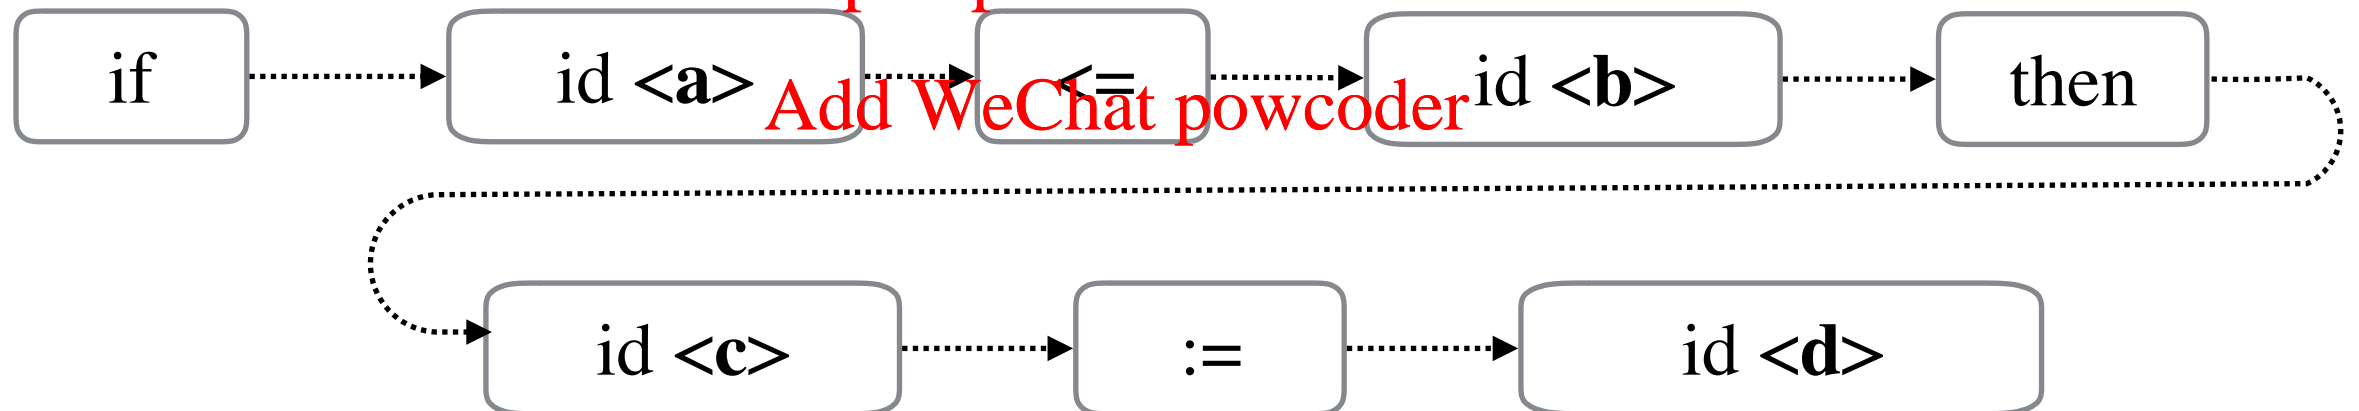 if id <a> <= id <b> then
Add WeChat powcoder
id <c> := id <d>